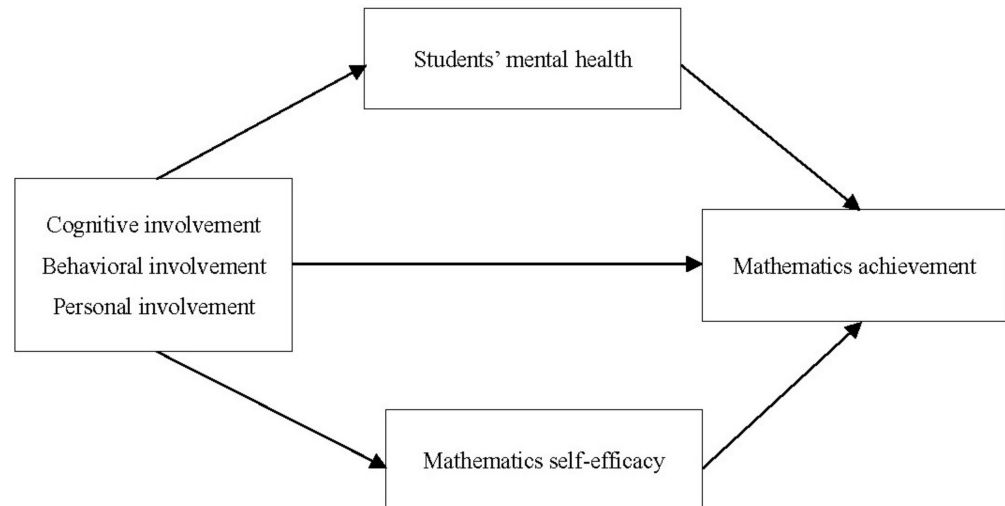 Students’ mental health
Cognitive involvement
Behavioral involvement
Personal involvement
Mathematics achievement
Mathematics self-efficacy